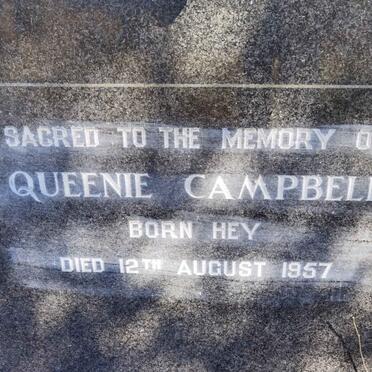 SACRED TO THE MEMORY O
QUEENIE CAMPBELL
BORN HEY
DIED 12TH AUGUST 1957